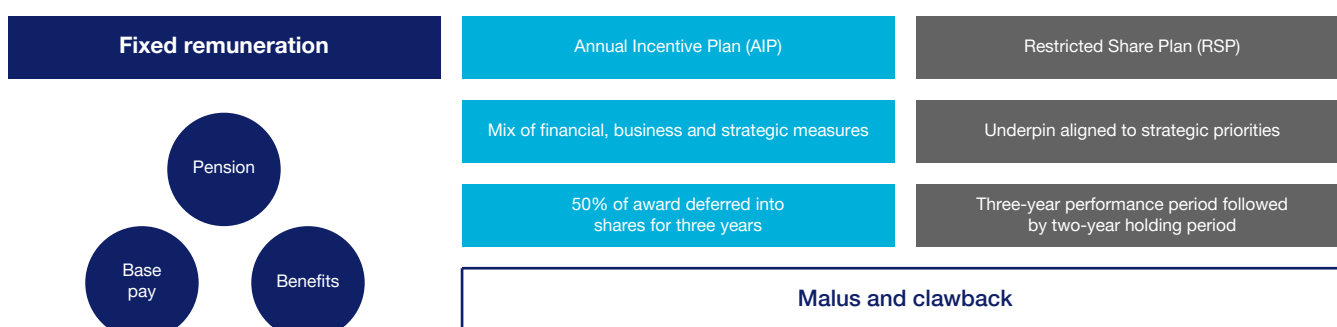 Fixed remuneration
Pension
Base
pay
Benefits
Annual Incentive Plan (AIP)
Mix of financial, business and strategic measures
50% of award deferred into
shares for three years
Restricted Share Plan (RSP)
Underpin aligned to strategic priorities
Three-year performance period followed
by two-year holding period
Malus and clawback